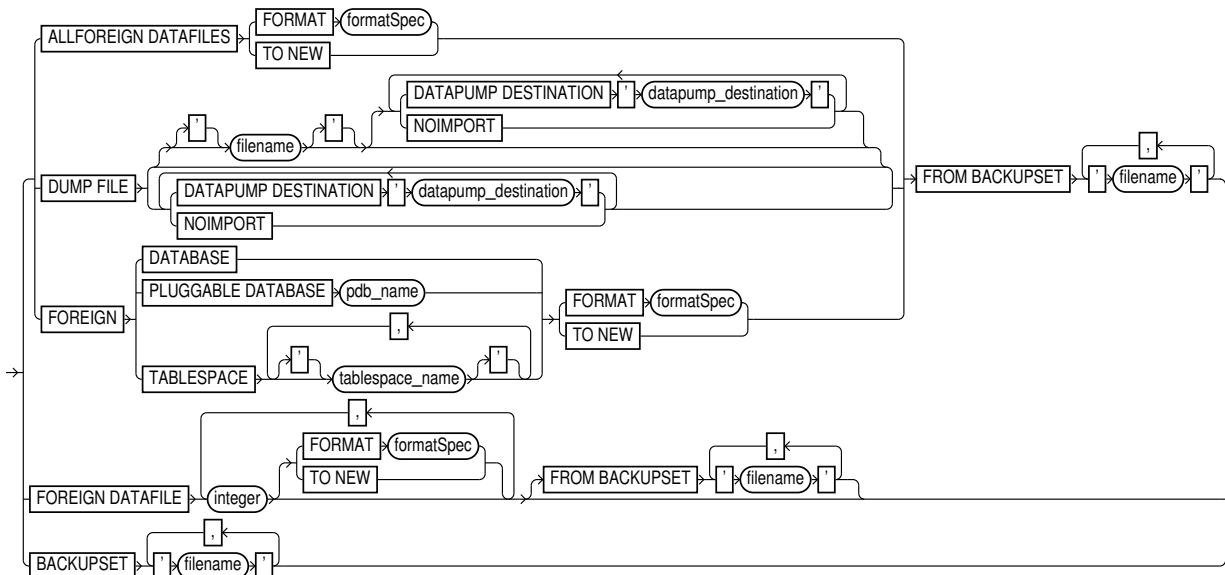 FORMAT formatSpec
ALLFOREIGN DATAFILES
TO NEW
DATAPUMP DESTINATION ' datapump_destination '
NOIMPORT
' filename '
DUMP FILE
DATAPUMP DESTINATION ' datapump_destination '
NOIMPORT
FROM BACKUPSET ' filename ' ,
DATABASE
PLUGGABLE DATABASE pdb_name
FOREIGN
FORMAT formatSpec
TO NEW
,
TABLESPACE ' tablespace_name '
,
FORMAT formatSpec
TO NEW
FOREIGN DATAFILE integer
,
FROM BACKUPSET ' filename '
,
BACKUPSET ' filename '